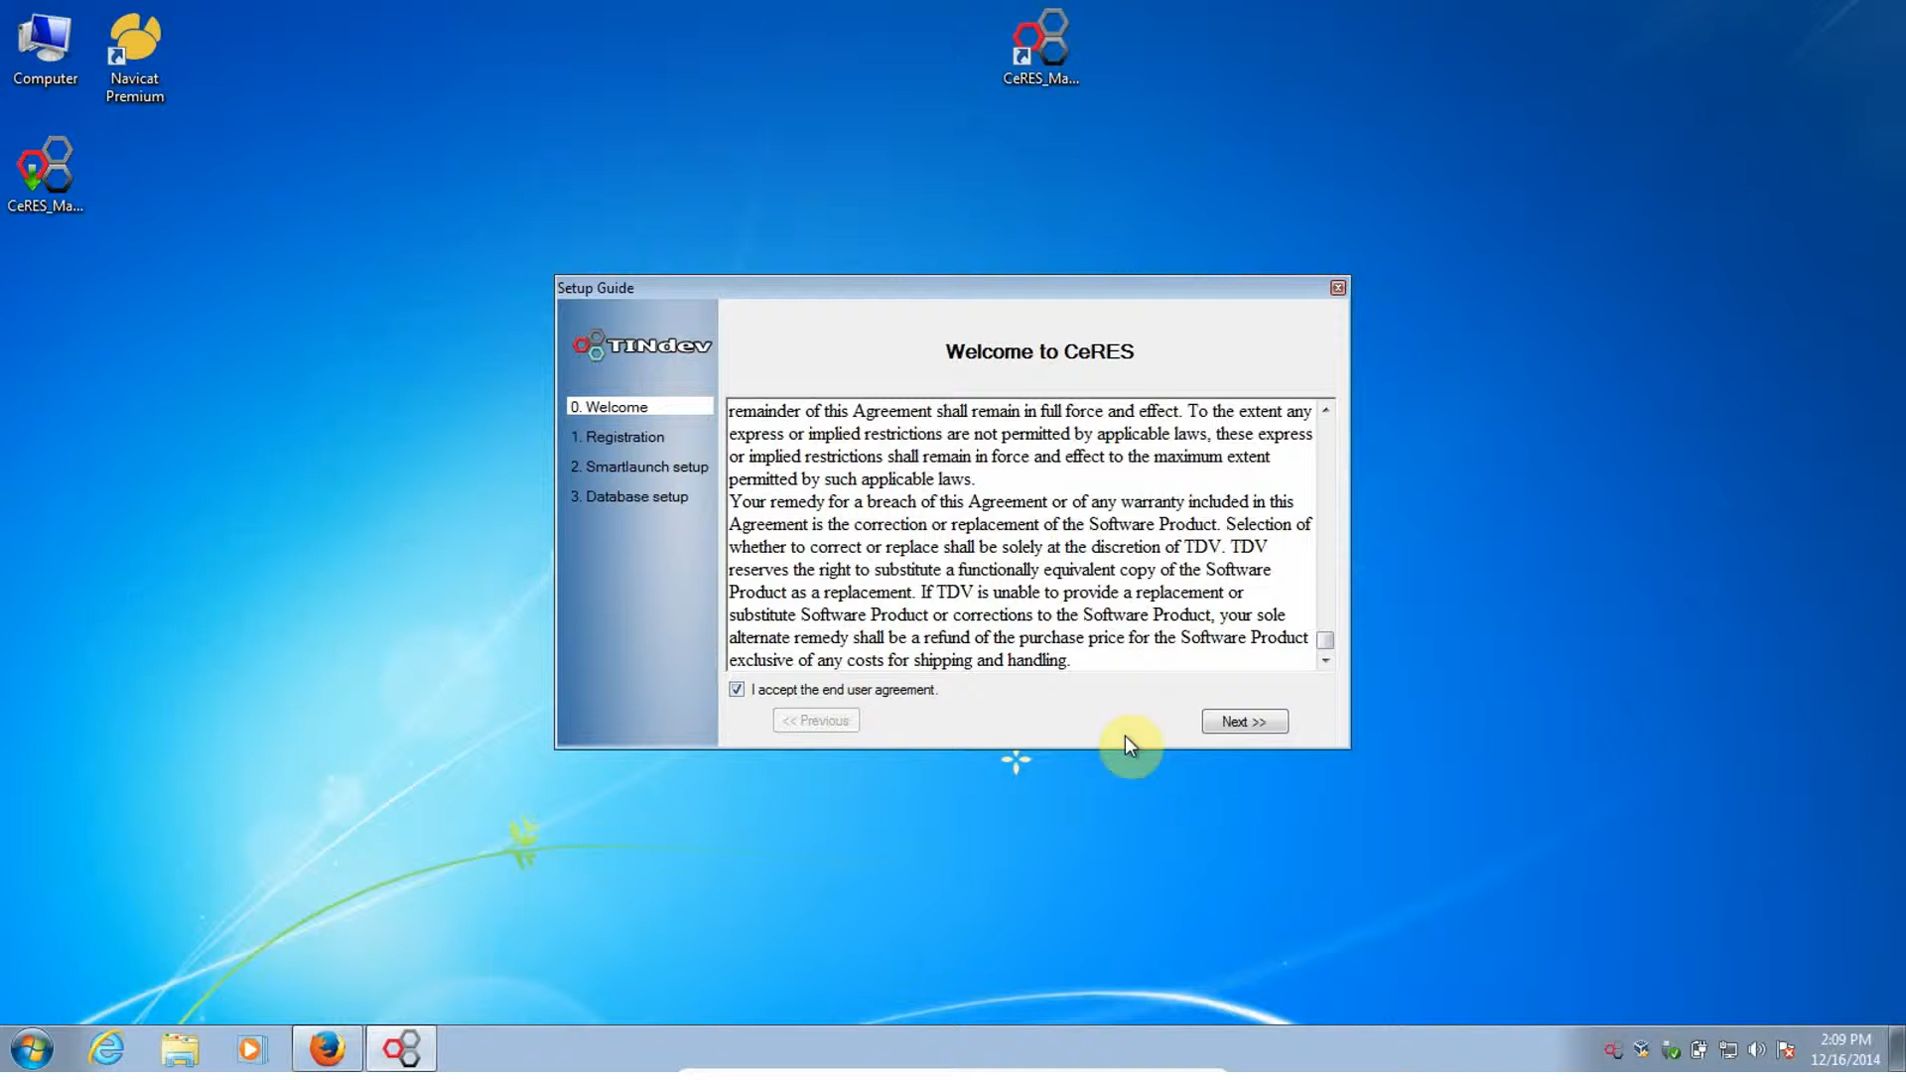 Computer
Navicat
Premium
CeRES_Ma...
CeRES_Ma...
Setup Guide
TINdev
Welcome to CeRES
0. Welcome
1. Registration
2. Smartlaunch setup
3. Database setup
remainder of this Agreement shall remain in full force and effect. To the extent any
express or implied restrictions are not permitted by applicable laws, these express
or implied restrictions shall remain in force and effect to the maximum extent
permitted by such applicable laws.
Your remedy for a breach of this Agreement or of any warranty included in this
Agreement is the correction or replacement of the Software Product. Selection of
whether to correct or replace shall be solely at the discretion of TDV. TDV
reserves the right to substitute a functionally equivalent copy of the Software
Product as a replacement. If TDV is unable to provide a replacement or
substitute Software Product or corrections to the Software Product, your sole
alternate remedy shall be a refund of the purchase price for the Software Product
exclusive of any costs for shipping and handling.
I accept the end user agreement.
<< Previous
Next >>
2:09 PM
12/16/2014